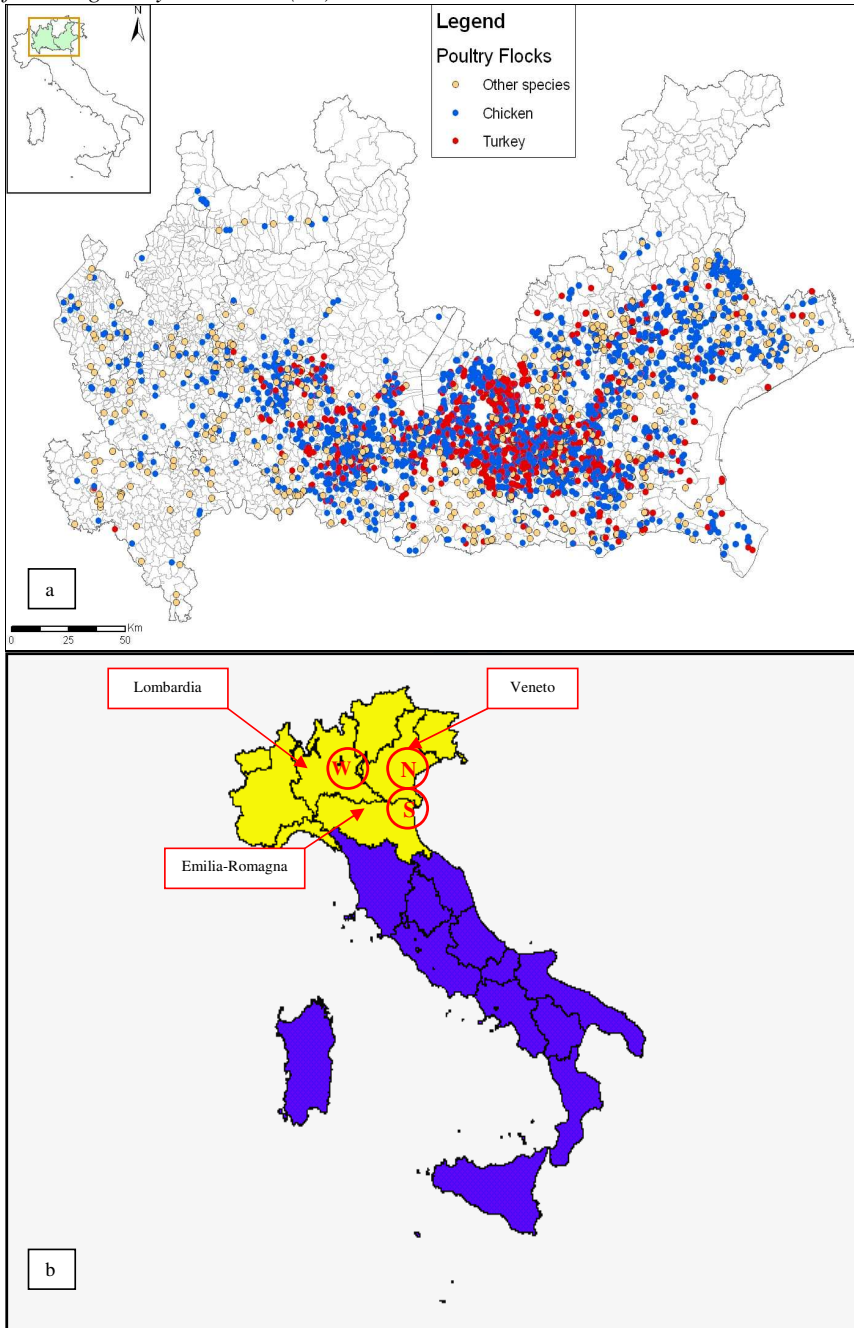 N
Legend
Poultry Flocks
Other species
Chicken
Turkey
a
Km
0 25 50
Lombardia
Veneto
W
N
S
Emilia-Romagna
b